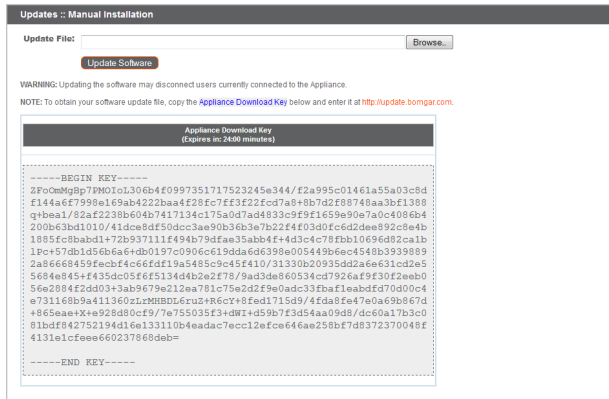 Updates :: Manual Installation
Update File:
Browse..
Update Software
WARNING: Updating the software may disconnect users currently connected to the Appliance.
NOTE: To obtain your software update file, copy the Appliance Download Key below and enter it at http://update.bomgar.com.
Appliance Download Key
(Expires in: 24:00 minutes)
-----BEGIN KEY-----
ZFoOmMgBp7PMOIoL306b4f0997351717523245e344/f2a995c01461a55a03c8d
f144a6f7998e169ab4222baa4f28fc7ff3f22fcd7a8+8b7d2f88748aa3bf1388
q+bea1/82af2238b604b7417134c175a0d7ad4833c9f9f1659e90e7a0c4086b4
200b63bd1010/41dce8df50dcc3ae90b36b3e7b22f4f03d0fc6d2dee892c8e4b
1885fc8babd1+72b937111f494b79dfae35abb4f+4d3c4c78fbb10696d82ca1b
1Pc+57db1d56b6a6+db0197c0906c619dda6d6398e005449b6ec4548b3939889
2a86668459fecbf4c66fdf19a5485c9c45f410/31330b20935dd2a6e631cd2e5
5684e845+f435dc05f6f5134d4b2e2f78/9ad3de860534cd7926af9f30f2eeb0
56e2884f2dd03+3ab9679e212ea781c75e2d2f9e0adc33fbaf1eabdfd70d00c4
e731168b9a411360zLrMHBDL6ruZ+R6cY+8fed1715d9/4fda8fe47e0a69b867d
+865eae+X+e928d80cf9/7e755035f3+dWI+d59b7f3d54aa09d8/dc60a17b3c0
81bdf842752194d16e133110b4eadac7ecc12efce646ae258bf7d8372370048f
4131e1cfeee660237868deb=
-----END KEY-----